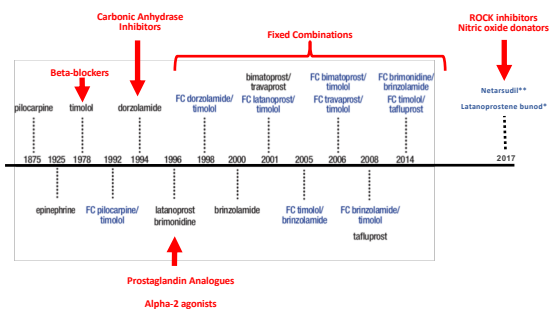 Carbonic Anhydrase
Inhibitors
ROCK inhibitors
Nitric oxide donators
Fixed Combinations
Beta-blockers
bimatoprost/
travaprost
FC bimatoprost/
timolol
FC brimonidine/
brinzolamide
Netarsudil**
pilocarpine
timolol
dorzolamide
FC dorzolamide/
timolol
FC latanoprost/
timolol
FC travaprost/
timolol
FC timolol/
tafluprost
Latanoprostene bunod*
1875
1925
1978
1992
1994
1996
1998
2000
2001
2005
2006
2008
2014
2017
epinephrine
FC pilocarpine/
timolol
latanoprost
brimonidine
brinzolamide
FC timolol/
brinzolamide
FC brinzolamide/
timolol
tafluprost
Prostaglandin Analogues
Alpha-2 agonists